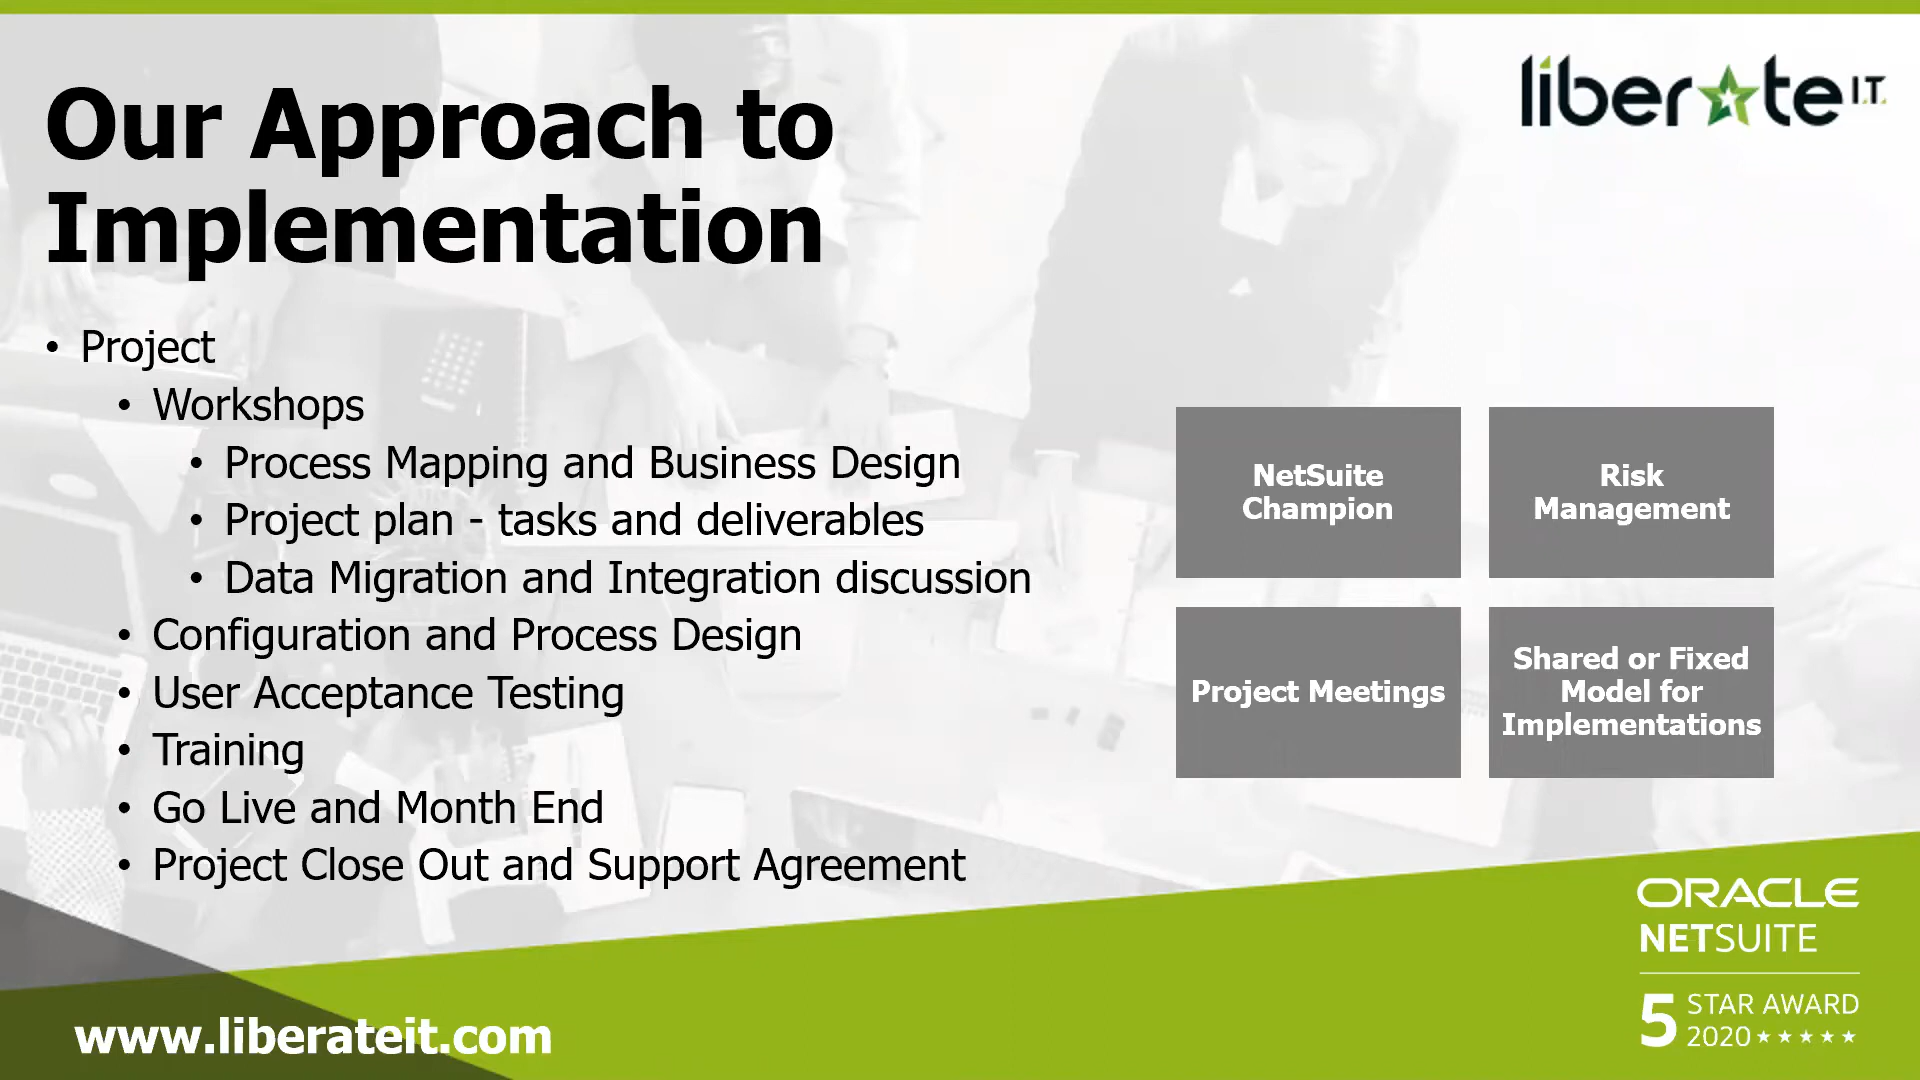 liber★te I.T.
Our Approach to
Implementation
• Project
• Workshops
• Process Mapping and Business Design
• Project plan - tasks and deliverables
• Data Migration and Integration discussion
• Configuration and Process Design
• User Acceptance Testing
• Training
• Go Live and Month End
• Project Close Out and Support Agreement
NetSuite
Champion
Risk
Management
Project Meetings
Shared or Fixed
Model for
Implementations
ORACLE
NETSUITE
5 STAR AWARD
2020 ★★★★★
www.liberateit.com